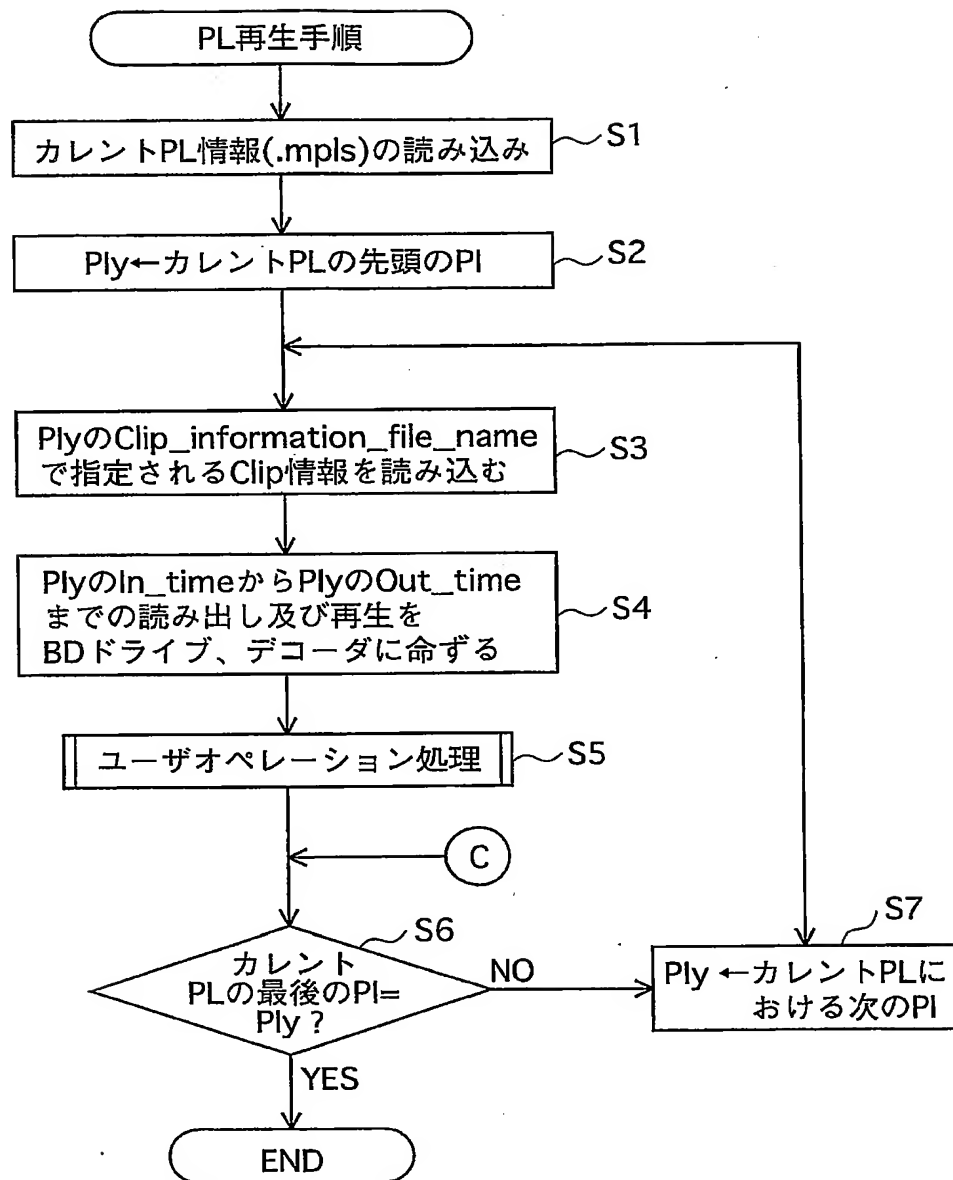 PL再生手順
カレントPL情報(.mpls)の読み込み
S1
PIy←カレントPLの先頭のPI
S2
PIyのClip_information_file_name
で指定されるClip情報を読み込む
S3
PIyのIn_timeからPIyのOut_time
までの読み出し及び再生を
BDドライブ、デコーダに命ずる
S4
ユーザオペレーション処理
S5
C
S6
カレント
PLの最後のPI=
PIy?
NO
S7
PIy←カレントPLに
おける次のPI
YES
END